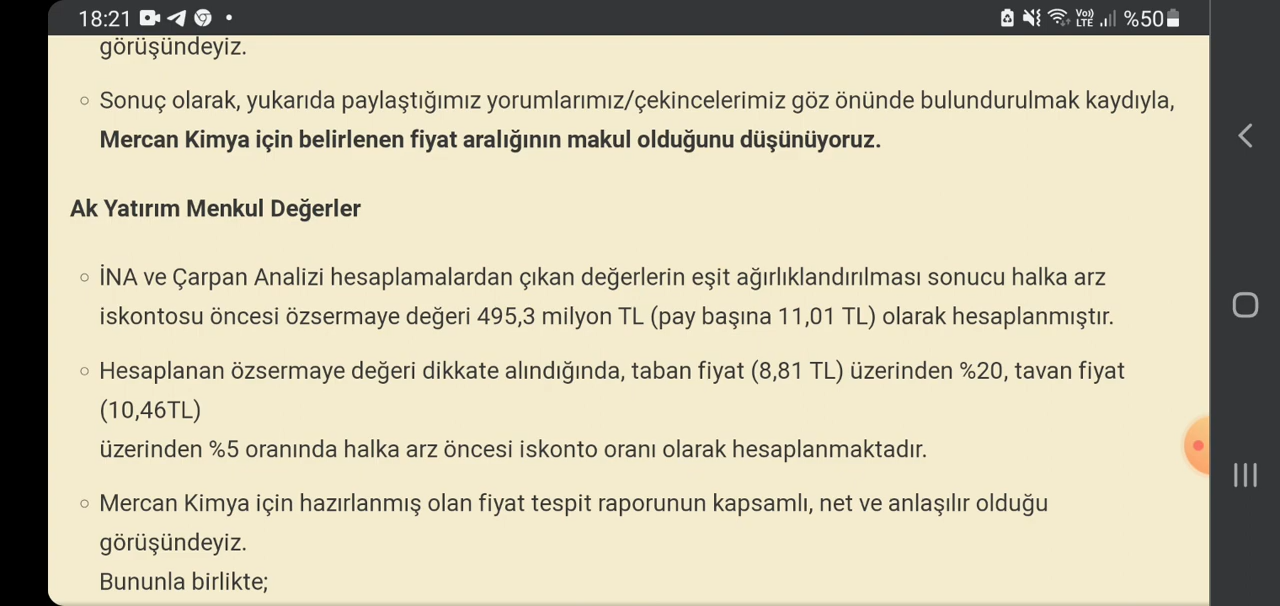 18:21
Vo)) LTE
%50
görüşündeyiz.
Sonuç olarak, yukarıda paylaştığımız yorumlarımız/çekincelerimiz göz önünde bulundurulmak kaydıyla,
Mercan Kimya için belirlenen fiyat aralığının makul olduğunu düşünüyoruz.
Ak Yatırım Menkul Değerler
İNA ve Çarpan Analizi hesaplamalardan çıkan değerlerin eşit ağırlıklandırılması sonucu halka arz
iskontosu öncesi özsermaye değeri 495,3 milyon TL (pay başına 11,01 TL) olarak hesaplanmıştır.
Hesaplanan özsermaye değeri dikkate alındığında, taban fiyat (8,81 TL) üzerinden %20, tavan fiyat
(10,46TL)
üzerinden %5 oranında halka arz öncesi iskonto oranı olarak hesaplanmaktadır.
Mercan Kimya için hazırlanmış olan fiyat tespit raporunun kapsamlı, net ve anlaşılır olduğu
görüşündeyiz.
Bununla birlikte;